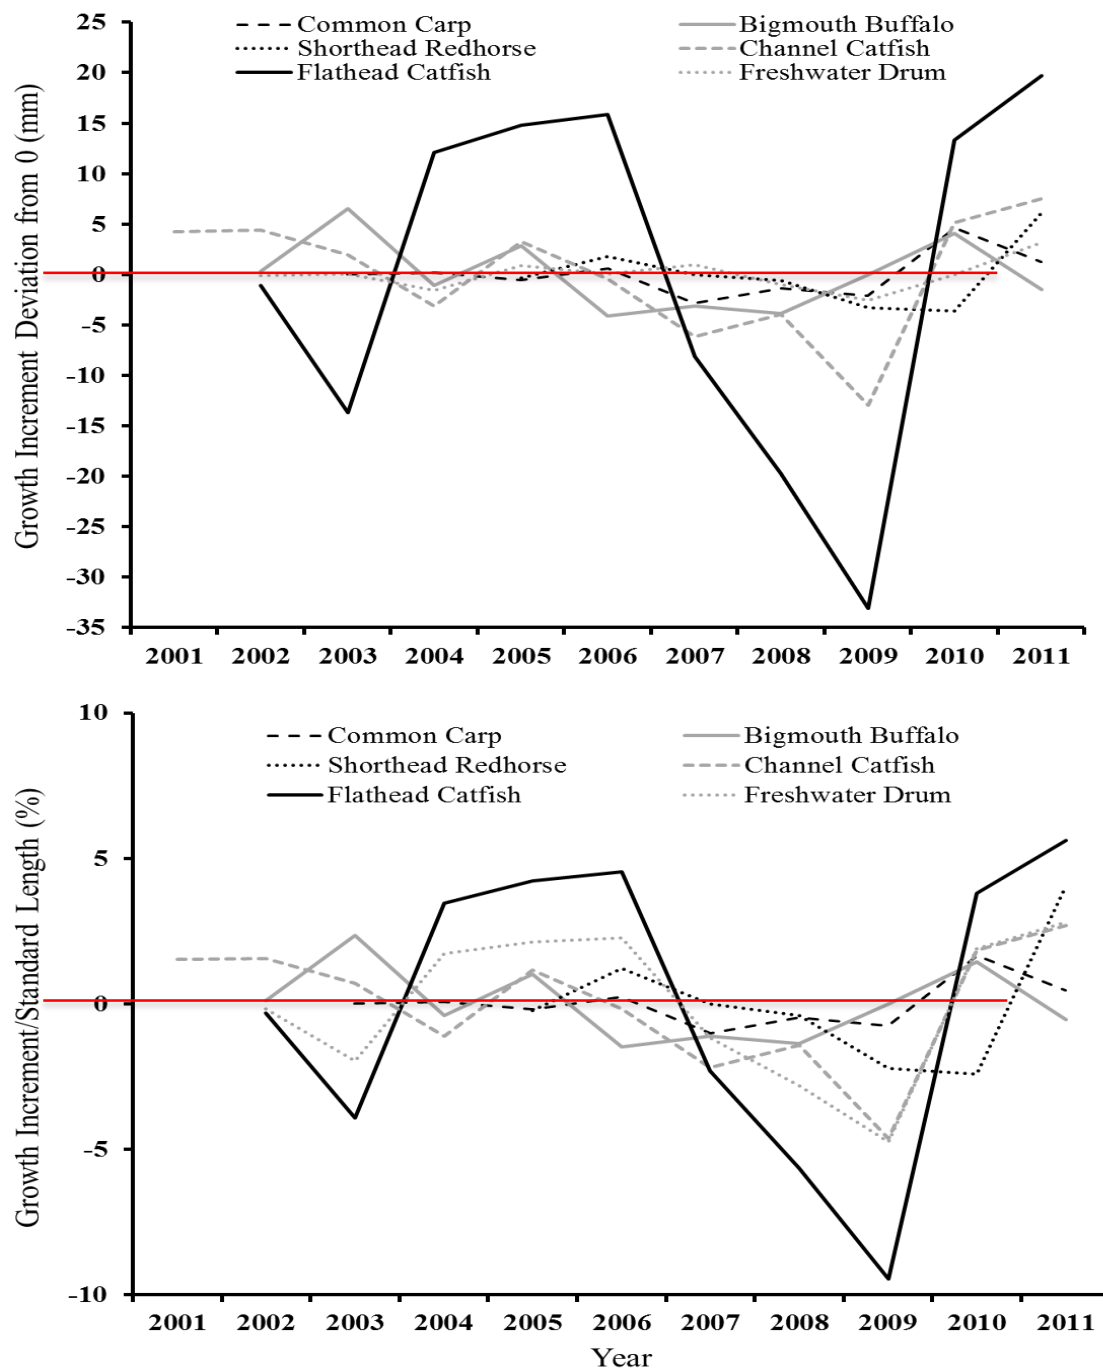 Growth Increment Deviation from 0 (mm)
25
20
15
10
5
0
-5
-10
-15
-20
-25
-30
-35
Common Carp Bigmouth Buffalo
Shorthead Redhorse Channel Catfish
Flathead Catfish Freshwater Drum
2001 2002 2003 2004 2005 2006 2007 2008 2009 2010 2011
Growth Increment/Standard Length (%)
10
5
0
-5
-10
Common Carp Bigmouth Buffalo
Shorthead Redhorse Channel Catfish
Flathead Catfish Freshwater Drum
2001 2002 2003 2004 2005 2006 2007 2008 2009 2010 2011
Year